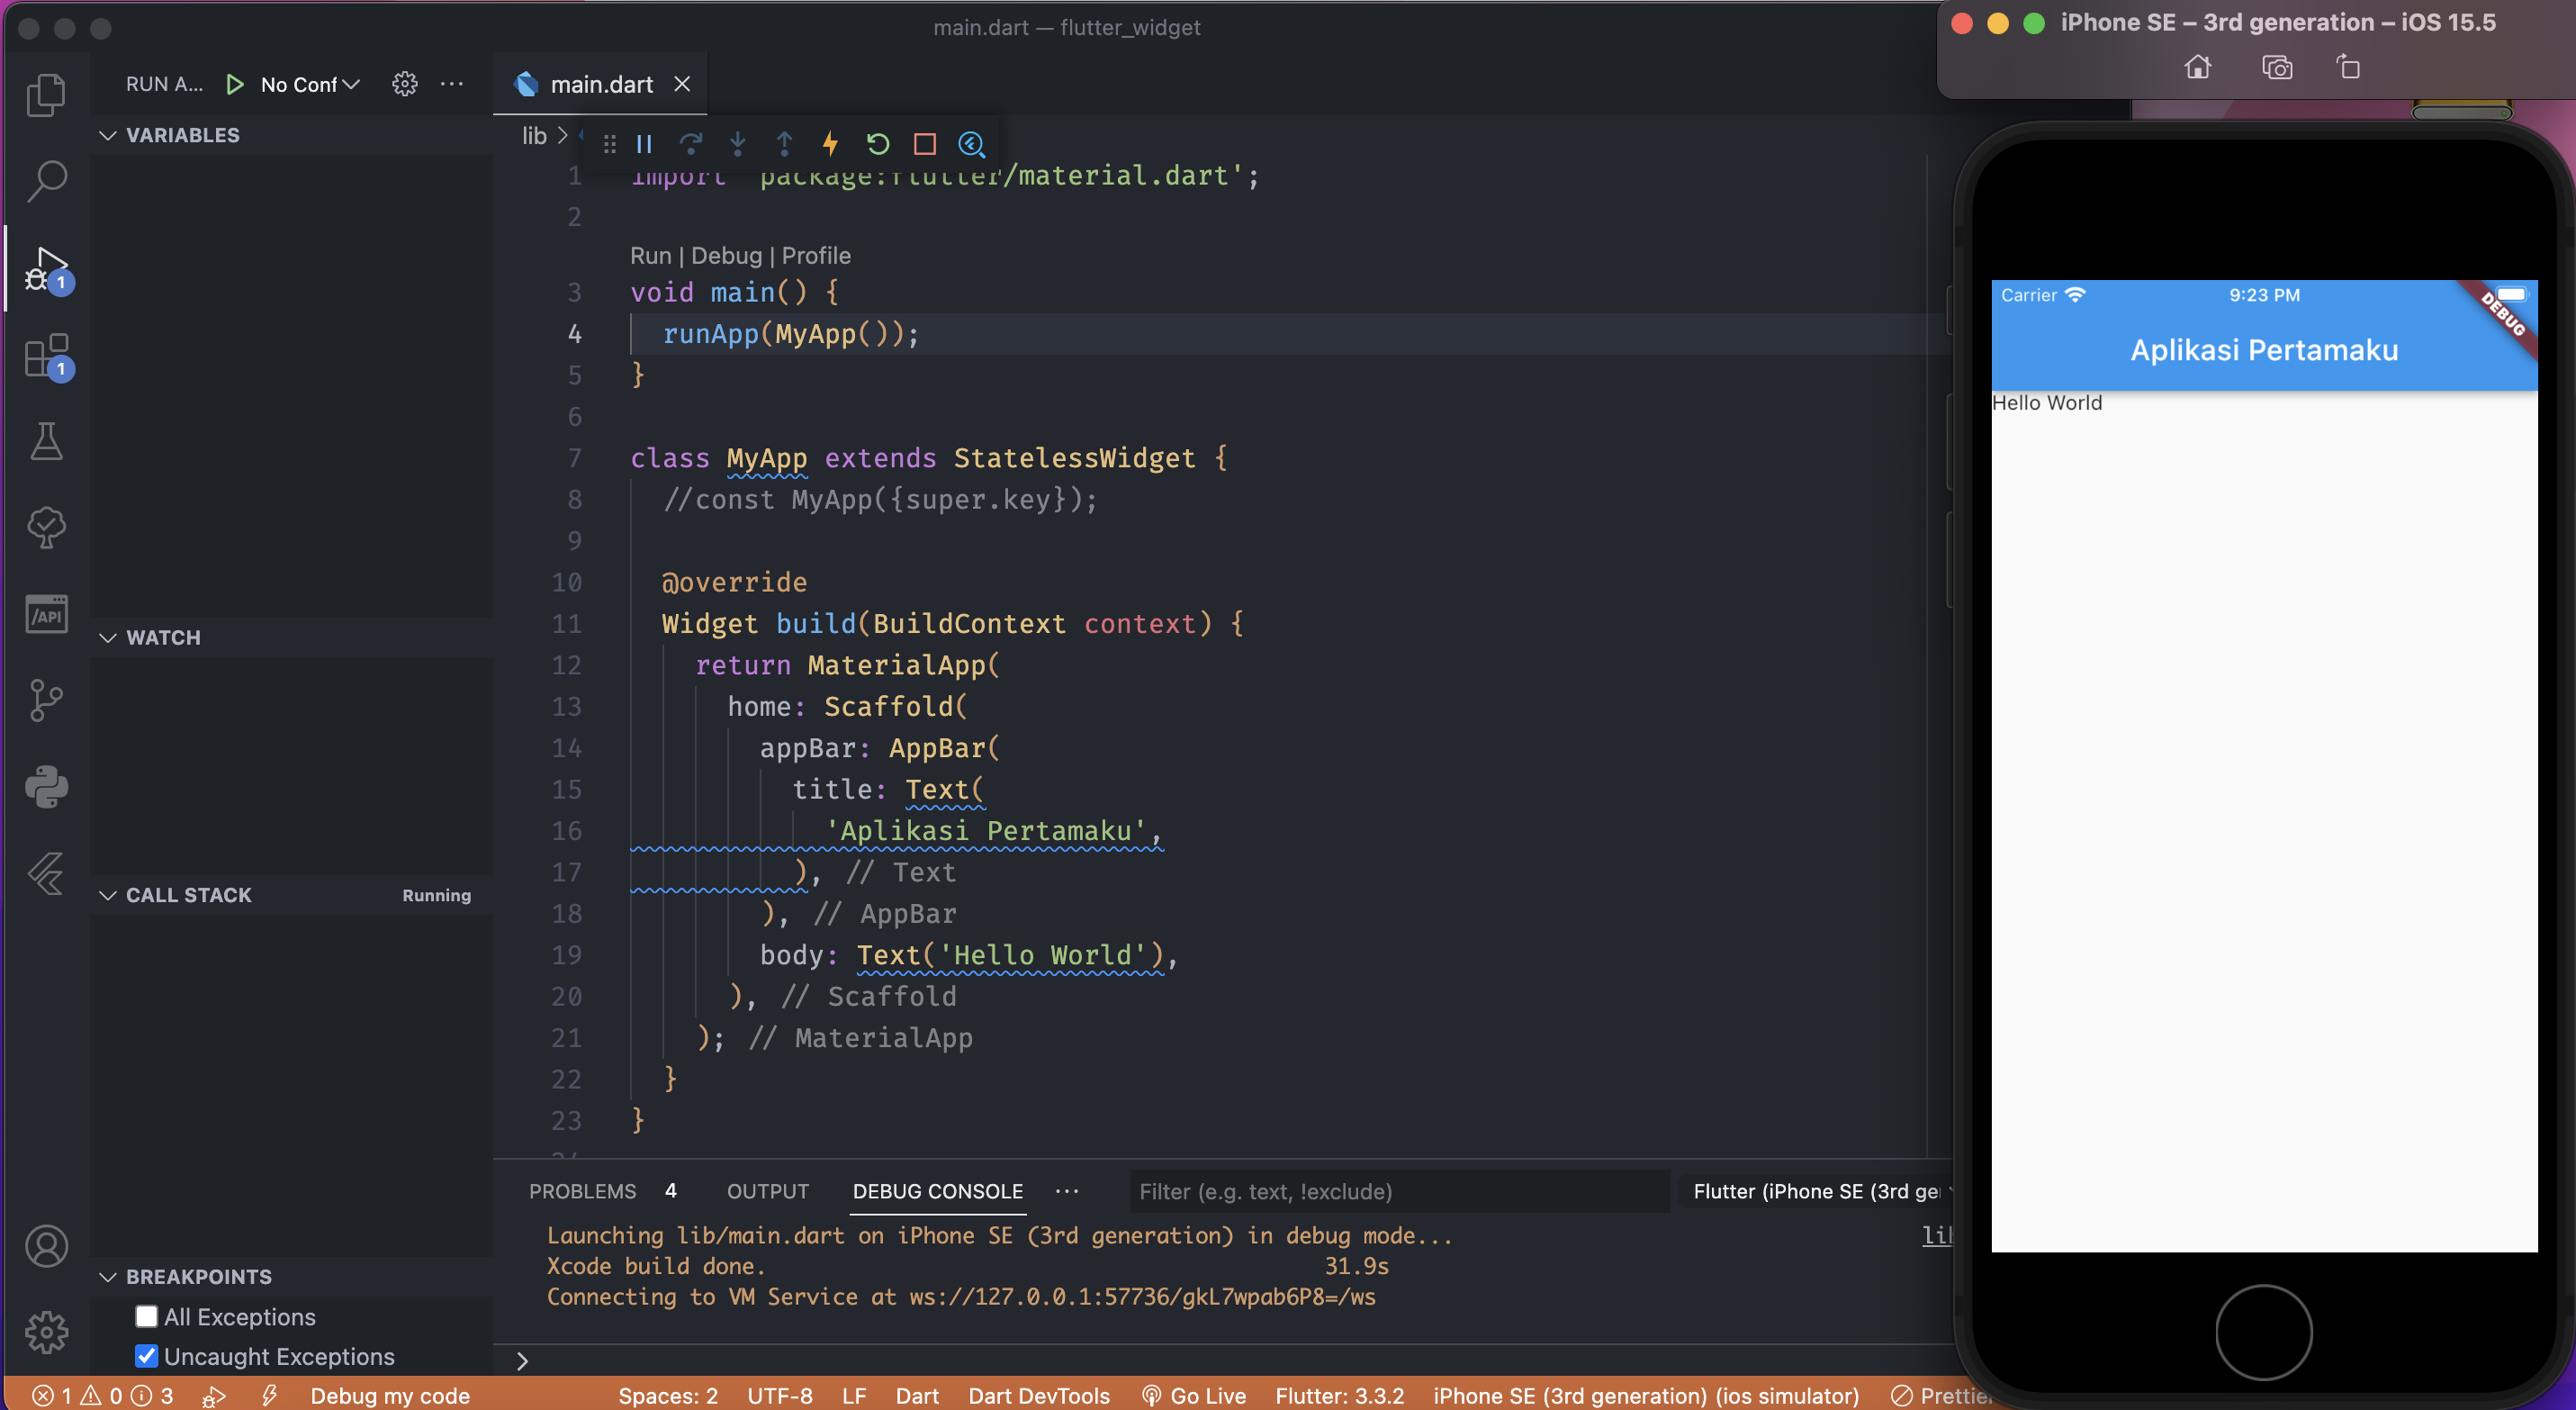 main.dart — flutter_widget
iPhone SE – 3rd generation – iOS 15.5
RUN A... No Conf
main.dart
VARIABLES
lib >
1 import 'package:flutter/material.dart';
2
Run | Debug | Profile
3 void main() {
4 runApp(MyApp());
5 }
6
7 class MyApp extends StatelessWidget {
8 //const MyApp({super.key});
9
10 @override
11 Widget build(BuildContext context) {
12 return MaterialApp(
13 home: Scaffold(
14 appBar: AppBar(
15 title: Text(
16 'Aplikasi Pertamaku',
17 ), // Text
18 ), // AppBar
19 body: Text('Hello World'),
20 ), // Scaffold
21 ); // MaterialApp
22 }
23 }
1
1
/API
WATCH
CALL STACK Running
BREAKPOINTS
All Exceptions
Uncaught Exceptions
PROBLEMS 4 OUTPUT DEBUG CONSOLE ... Filter (e.g. text, !exclude) Flutter (iPhone SE (3rd ge
Launching lib/main.dart on iPhone SE (3rd generation) in debug mode...
lib
Xcode build done. 31.9s
Connecting to VM Service at ws://127.0.0.1:57736/gkL7wpab6P8=/ws
>
1 0 3 Debug my code Spaces: 2 UTF-8 LF Dart Dart DevTools Go Live Flutter: 3.3.2 iPhone SE (3rd generation) (ios simulator) Prettier
Carrier 9:23 PM
DEBUG
Aplikasi Pertamaku
Hello World